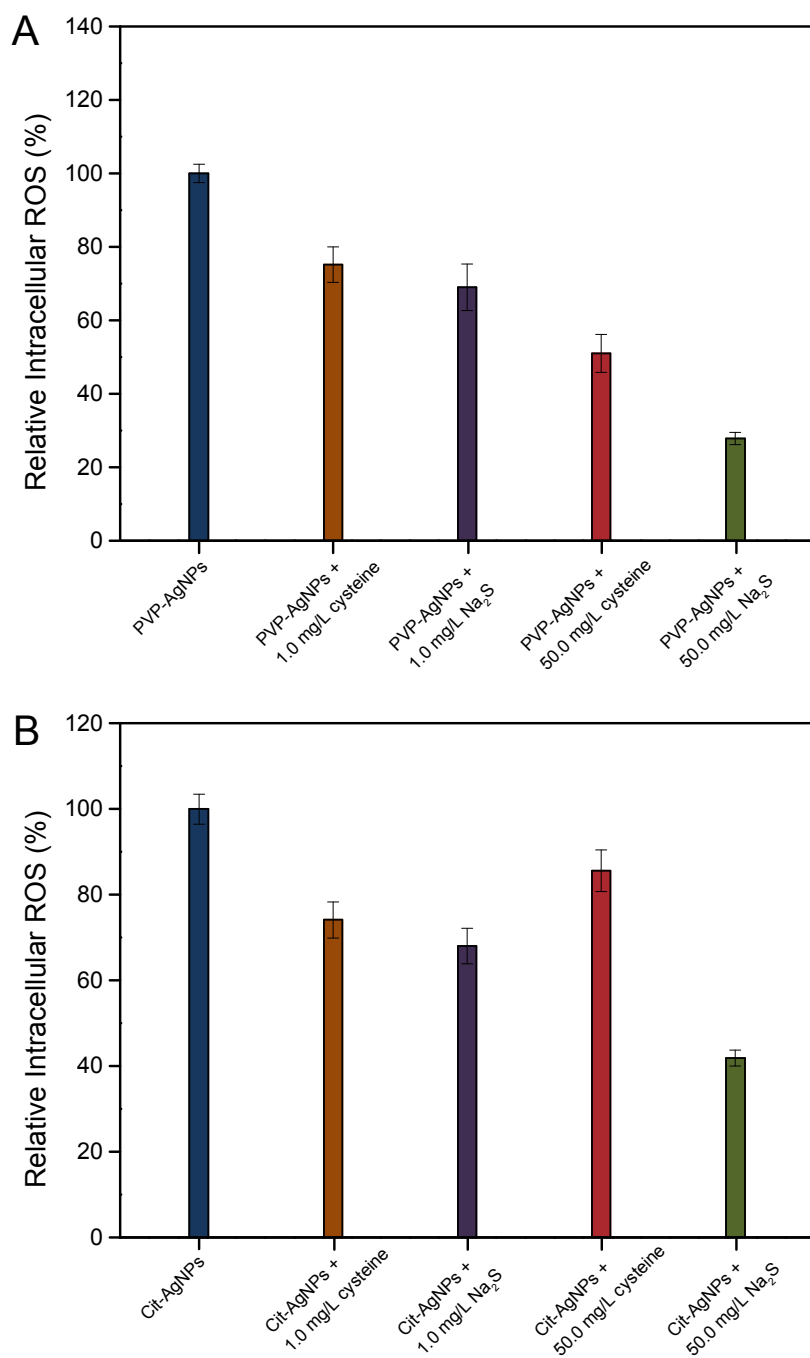 A
Relative Intracellular ROS (%)
140
120
100
80
60
40
20
0
PVP-AgNPs
PVP-AgNPs +
1.0 mg/L cysteine
PVP-AgNPs +
1.0 mg/L Na₂S
PVP-AgNPs +
50.0 mg/L cysteine
PVP-AgNPs +
50.0 mg/L Na₂S
B
Relative Intracellular ROS (%)
120
100
80
60
40
20
0
Cit-AgNPs
Cit-AgNPs +
1.0 mg/L cysteine
Cit-AgNPs +
1.0 mg/L Na₂S
Cit-AgNPs +
50.0 mg/L cysteine
Cit-AgNPs +
50.0 mg/L Na₂S